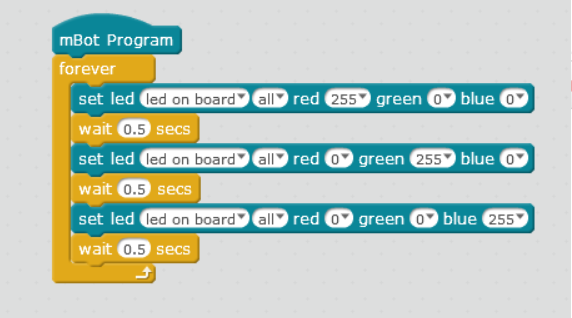 mBot Program
forever
set led led on board all red 255 green 0 blue 0
wait 0.5 secs
set led led on board all red 0 green 255 blue 0
wait 0.5 secs
set led led on board all red 0 green 0 blue 255
wait 0.5 secs